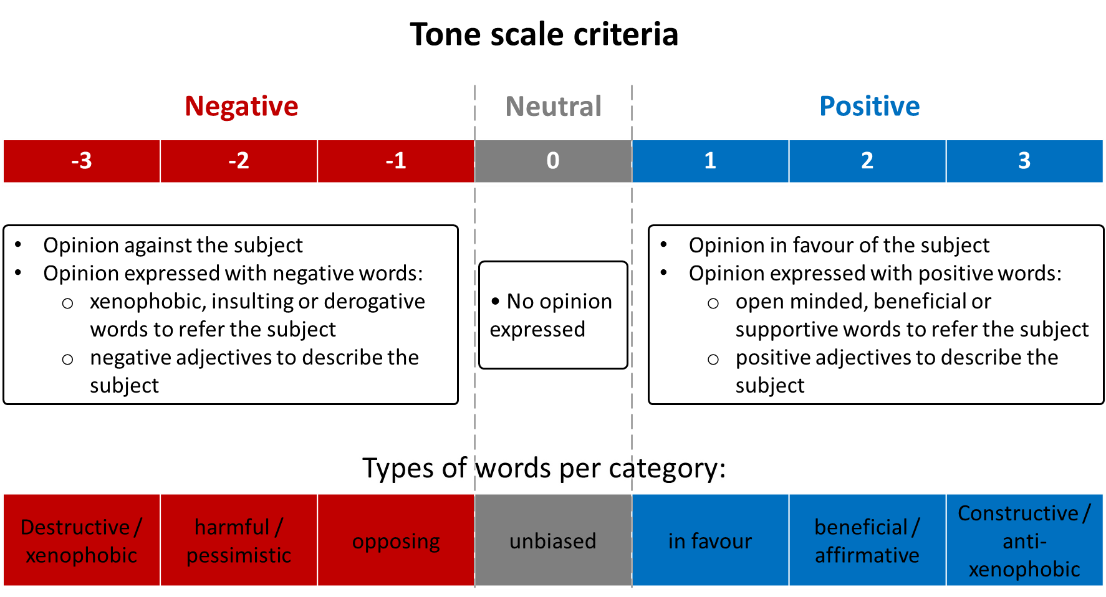 Tone scale criteria
Negative
Neutral
Positive
-3
-2
-1
0
1
2
3
• Opinion against the subject
• Opinion expressed with negative words:
o xenophobic, insulting or derogative
words to refer the subject
o negative adjectives to describe the
subject
• No opinion
expressed
• Opinion in favour of the subject
• Opinion expressed with positive words:
o open minded, beneficial or
supportive words to refer the subject
o positive adjectives to describe the
subject
Types of words per category:
Destructive /
xenophobic
harmful /
pessimistic
opposing
unbiased
in favour
beneficial /
affirmative
Constructive /
anti-
xenophobic